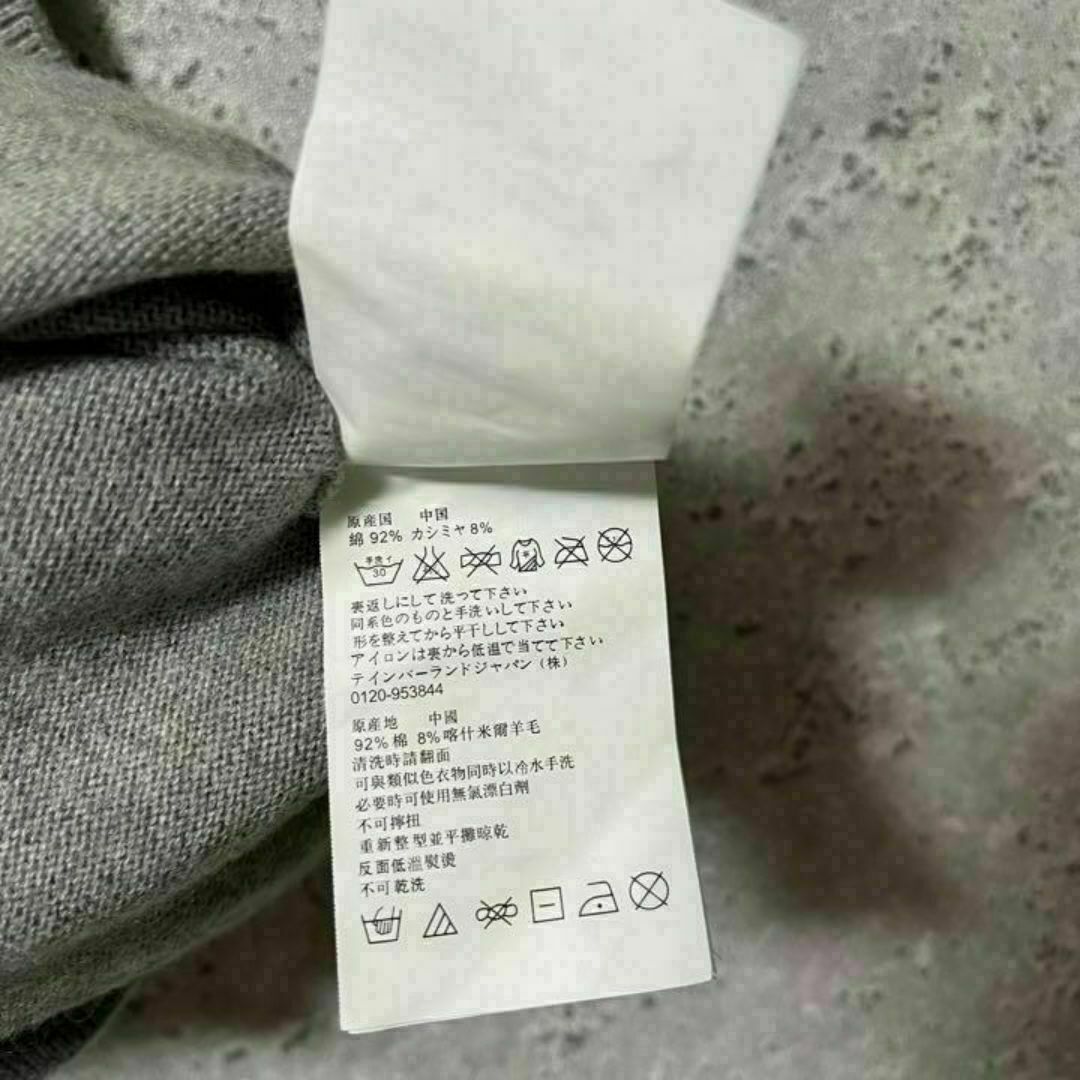 原産国 中国
綿 92% カシミヤ 8%
手洗イ
30
裏返しにして洗って下さい
同系色のものと手洗いして下さい
形を整えてから平干しして下さい
アイロンは裏から低温で当てて下さい
テインバーランドジャパン（株）
0120-953844
原産地 中國
92% 棉 8% 喀什米爾羊毛
清洗時請翻面
可與類似色衣物同時以冷水手洗
必要時可使用無氯漂白劑
不可擰扭
重新整型並平攤晾乾
反面低溫熨燙
不可乾洗